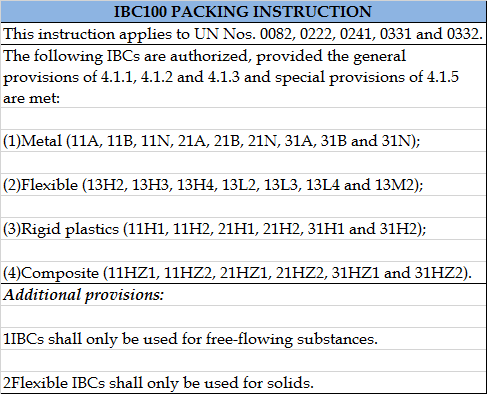 IBC100 PACKING INSTRUCTION
This instruction applies to UN Nos. 0082, 0222, 0241, 0331 and 0332.
The following IBCs are authorized, provided the general
provisions of 4.1.1, 4.1.2 and 4.1.3 and special provisions of 4.1.5
are met:
(1)Metal (11A, 11B, 11N, 21A, 21B, 21N, 31A, 31B and 31N);
(2)Flexible (13H2, 13H3, 13H4, 13L2, 13L3, 13L4 and 13M2);
(3)Rigid plastics (11H1, 11H2, 21H1, 21H2, 31H1 and 31H2);
(4)Composite (11HZ1, 11HZ2, 21HZ1, 21HZ2, 31HZ1 and 31HZ2).
Additional provisions:
1IBCs shall only be used for free-flowing substances.
2Flexible IBCs shall only be used for solids.